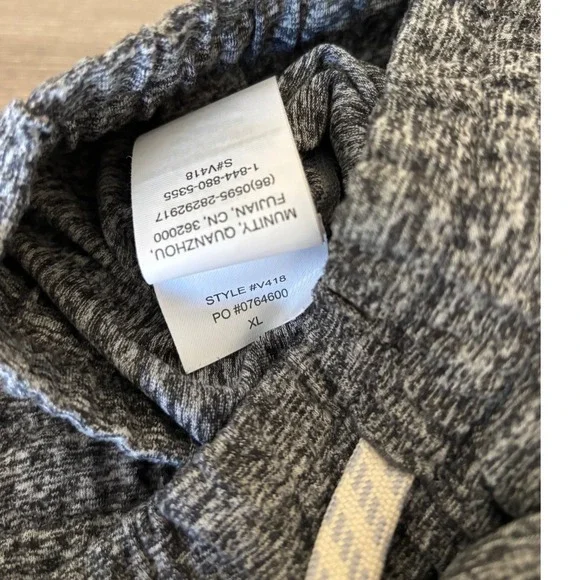 MUNITY, QUANZHOU,
FUJIAN, CN, 362000
(86)0595-28292917
1-844-880-5355
S#V418
STYLE #V418
PO #0764600
XL